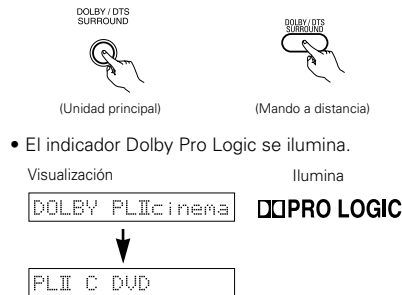 DOLBY / DTS
SURROUND
DOLBY / DTS
SURROUND
(Unidad principal)
(Mando a distancia)
• El indicador Dolby Pro Logic se ilumina.
Visualización
Ilumina
DOLBY PLⅡcinema
PRO LOGIC
PLⅡ C DVD